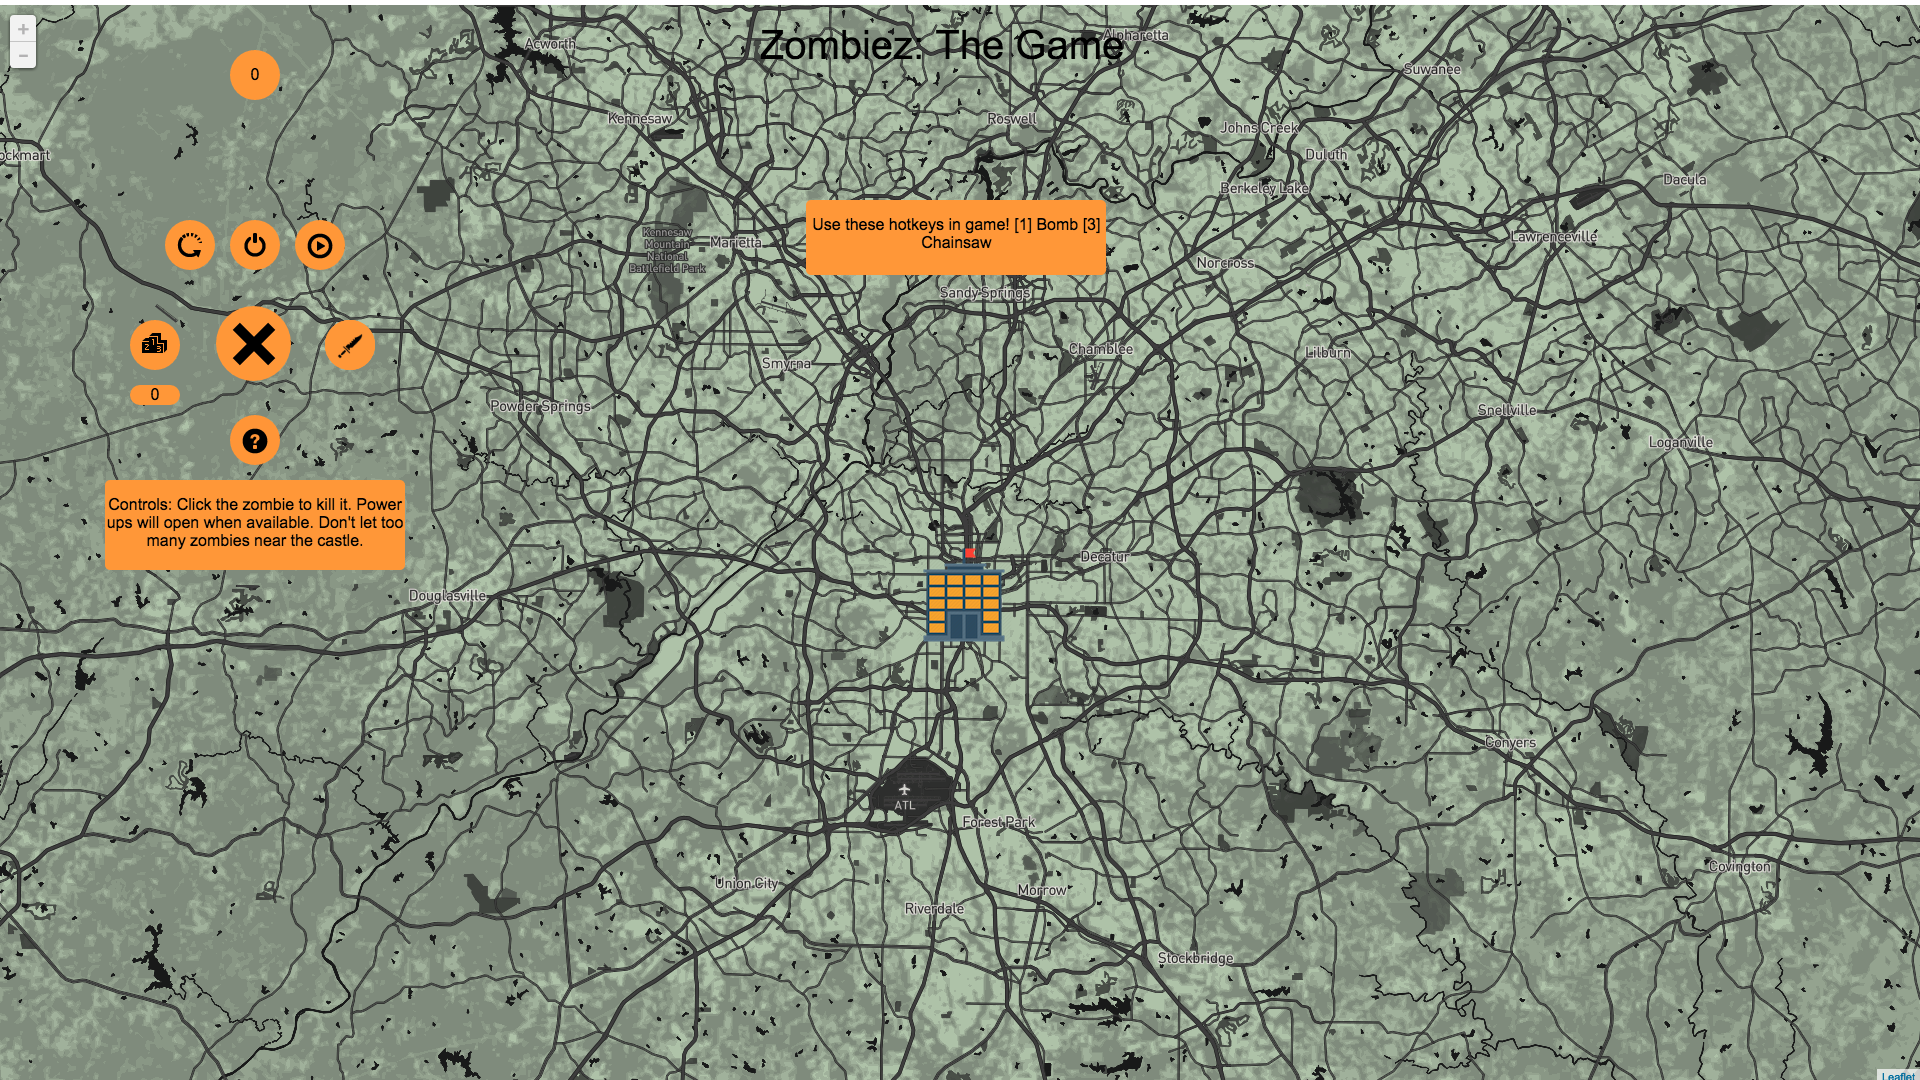 +
−
Zombiez: The Game
0
Acworth
Alpharetta
Suwanee
Kennesaw
Roswell
Johns Creek
ockmart
Duluth
Berkeley Lake
Dacula
Use these hotkeys in game! [1] Bomb [3]
Chainsaw
Kennesaw
Mountain
National
Battlefield Park
Marietta
Lawrenceville
Norcross
Sandy Springs
2 1 3
0
Smyrna
Chamblee
Lilburn
Powder Springs
Snellville
Loganville
?
Controls: Click the zombie to kill it. Power
ups will open when available. Don't let too
many zombies near the castle.
Decatur
Douglasville
Conyers
ATL
Forest Park
Covington
Union City
Morrow
Riverdale
Stockbridge
Leaflet